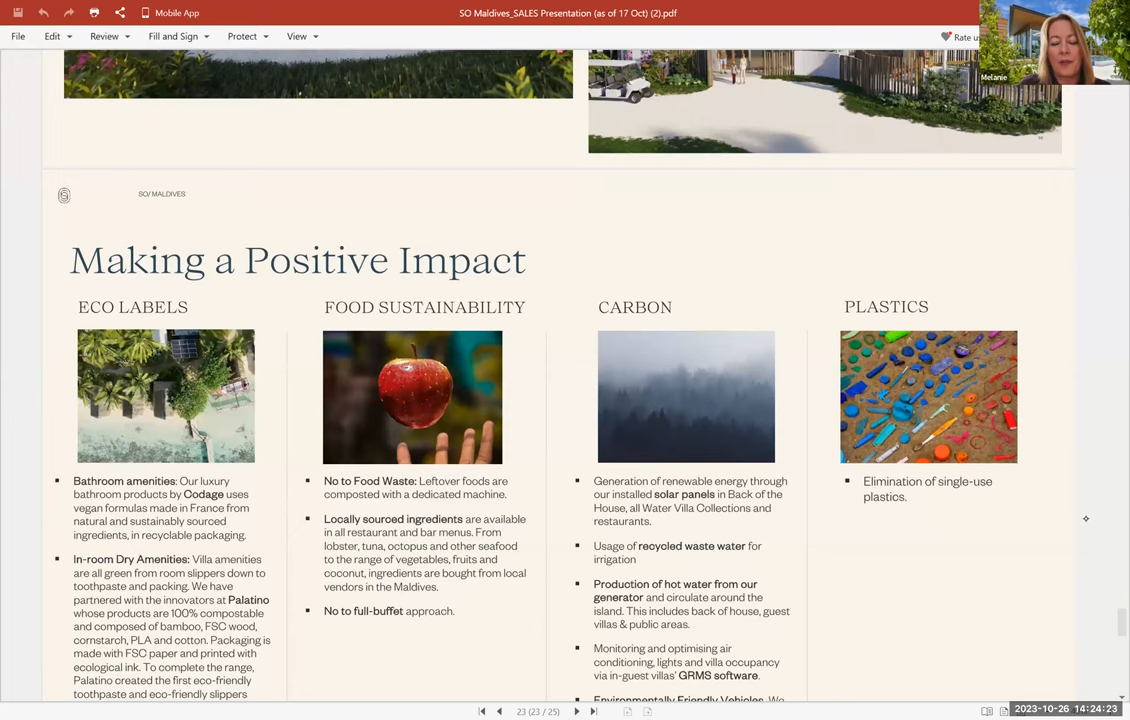 Mobile App
SO Maldives_SALES Presentation (as of 17 Oct) (2).pdf
File Edit Review Fill and Sign Protect View
Rate us
Melanie
SO/ MALDIVES
Making a Positive Impact
ECO LABELS
▪ Bathroom amenities: Our luxury
bathroom products by Codage uses
vegan formulas made in France from
natural and sustainably sourced
ingredients, in recyclable packaging.
▪ In-room Dry Amenities: Villa amenities
are all green from room slippers down to
toothpaste and packing. We have
partnered with the innovators at Palatino
whose products are 100% compostable
and composed of bamboo, FSC wood,
cornstarch, PLA and cotton. Packaging is
made with FSC paper and printed with
ecological ink. To complete the range,
Palatino created the first eco-friendly
toothpaste and eco-friendly slippers
FOOD SUSTAINABILITY
▪ No to Food Waste: Leftover foods are
composted with a dedicated machine.
▪ Locally sourced ingredients are available
in all restaurant and bar menus. From
lobster, tuna, octopus and other seafood
to the range of vegetables, fruits and
coconut, ingredients are bought from local
vendors in the Maldives.
▪ No to full-buffet approach.
CARBON
▪ Generation of renewable energy through
our installed solar panels in Back of the
House, all Water Villa Collections and
restaurants.
▪ Usage of recycled waste water for
irrigation
▪ Production of hot water from our
generator and circulate around the
island. This includes back of house, guest
villas & public areas.
▪ Monitoring and optimising air
conditioning, lights and villa occupancy
via in-guest villas' GRMS software.
▪ Environmentally Friendly Vehicles. We
PLASTICS
▪ Elimination of single-use
plastics.
23 (23 / 25)
2023-10-26 14:24:23